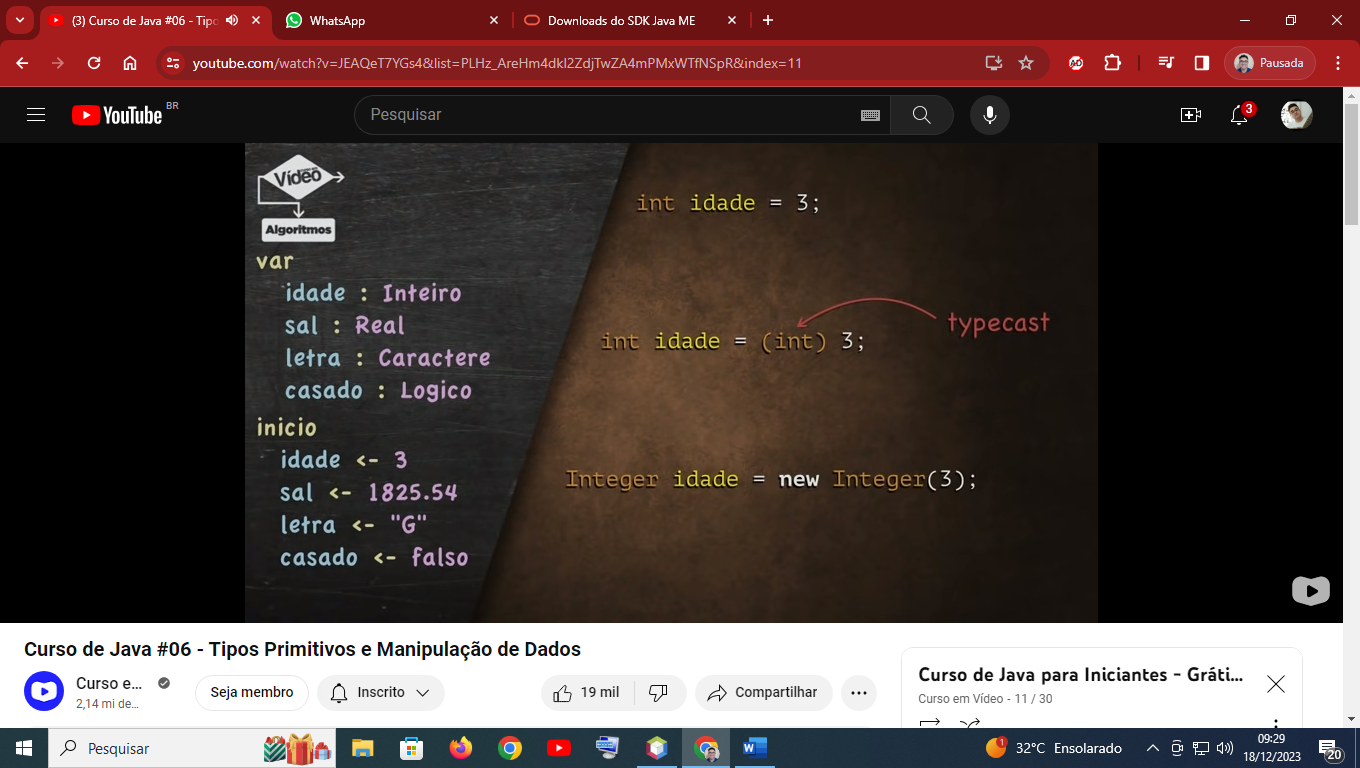 (3) Curso de Java #06 - Tipo
WhatsApp
Downloads do SDK Java ME
youtube.com/watch?v=JEAQeT7YGs4&list=PLHz_AreHm4dkI2ZdjTwZA4mPMxWTfNSpR&index=11
Pausada
YouTube BR
Pesquisar
3
Vídeo
Algoritmos
var
idade : Inteiro
sal : Real
letra : Caractere
casado : Logico
inicio
idade <- 3
sal <- 1825.54
letra <- "G"
casado <- falso
int idade = 3;
int idade = (int) 3;
typecast
Integer idade = new Integer(3);
Curso de Java #06 - Tipos Primitivos e Manipulação de Dados
Curso e...
2,14 mi de...
Seja membro
Inscrito
19 mil
Compartilhar
Curso de Java para Iniciantes - Gráti...
Curso em Vídeo - 11 / 30
Pesquisar
1
32°C Ensolarado
09:29
18/12/2023
20